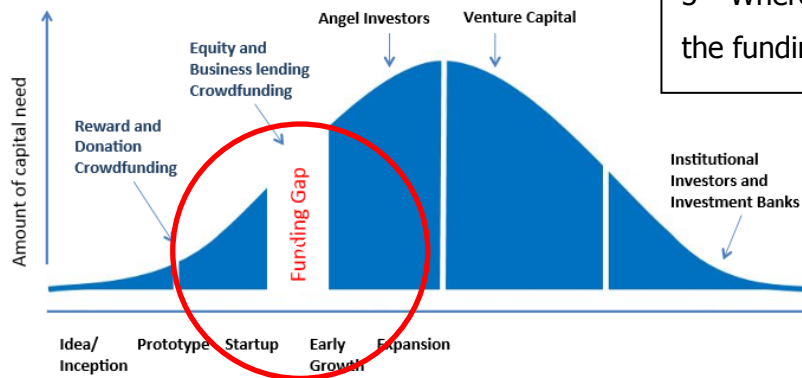 Angel Investors
Venture Capital
the funding
Equity and
Business lending
Crowdfunding
Reward and
Donation
Crowdfunding
Institutional
Investors and
Investment Banks
Amount of capital need
Funding Gap
Idea/
Inception
Prototype
Startup
Early
Growth
Expansion